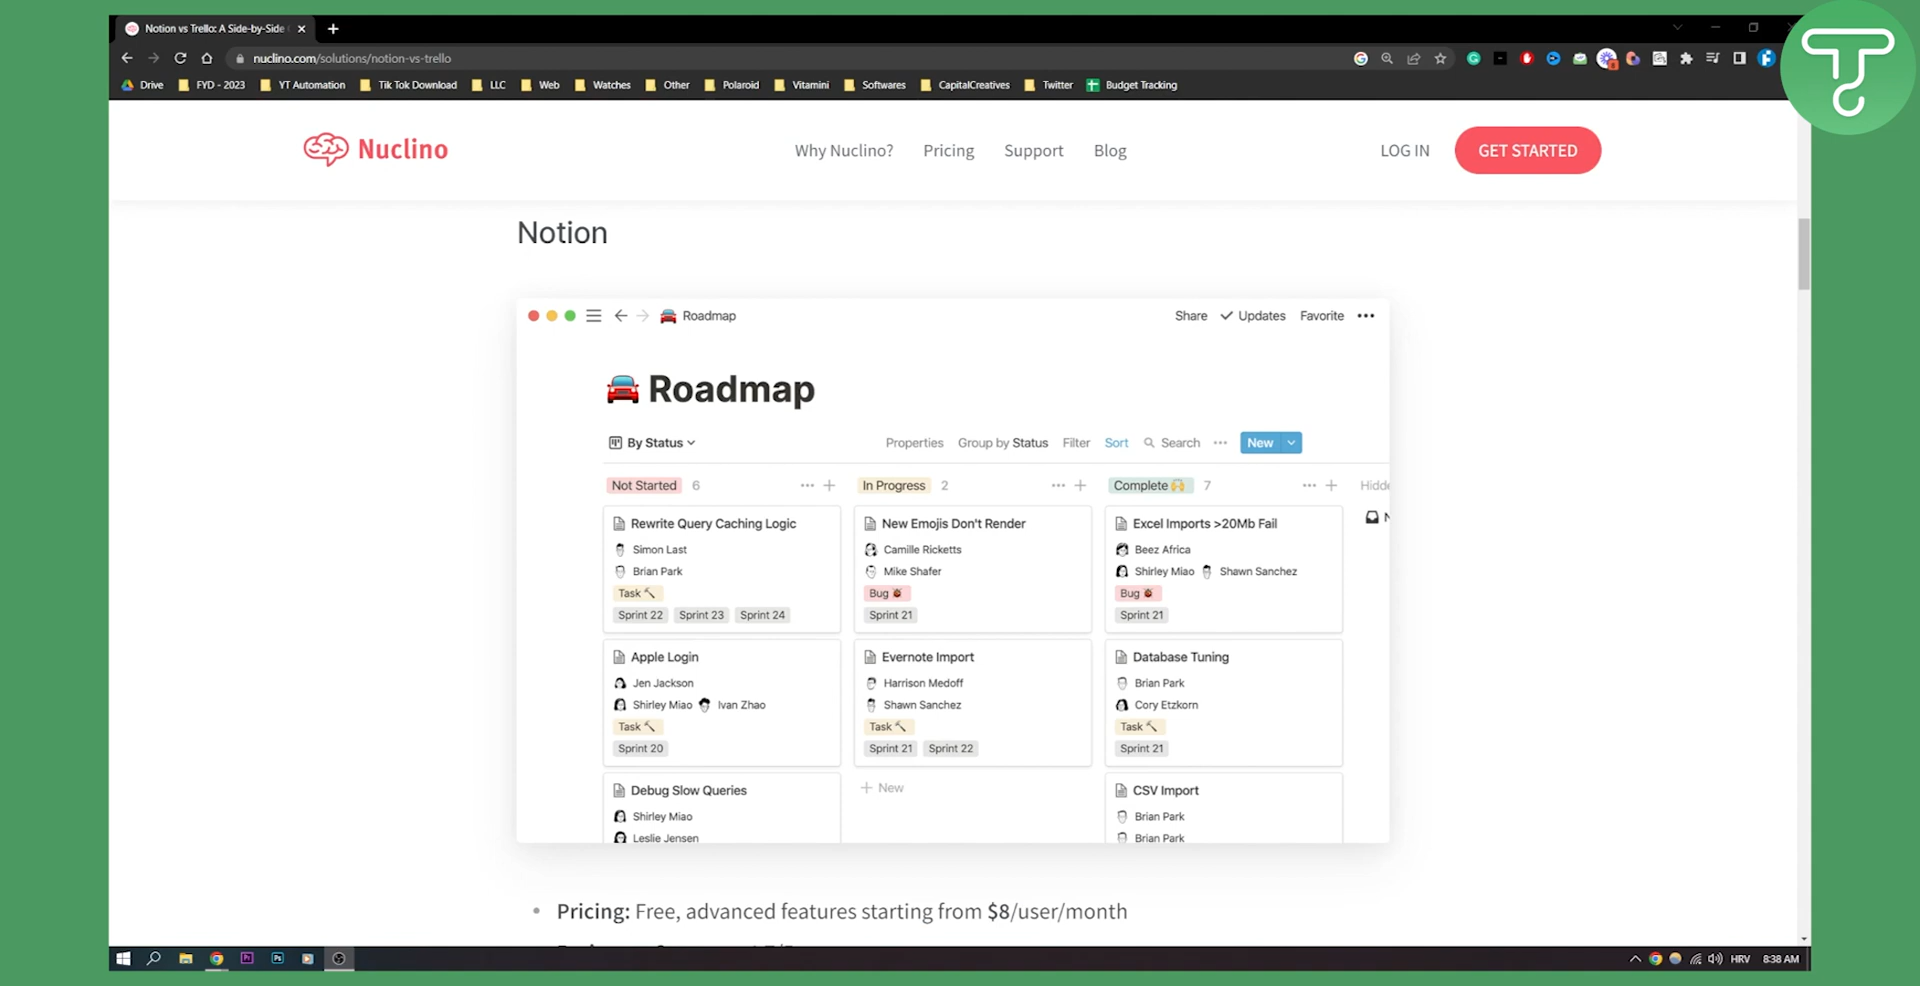 Notion vs Trello: A Side-by-Side
nuclino.com/solutions/notion-vs-trello
Drive FYD - 2023 YT Automation Tik Tok Download LLC Web Watches Other Polaroid Vitamini Softwares CapitalCreatives Twitter Budget Tracking
Nuclino Why Nuclino? Pricing Support Blog LOG IN GET STARTED
Notion
Roadmap Share Updates Favorite
Roadmap
By Status Properties Group by Status Filter Sort Search New
Not Started 6 In Progress 2 Complete 7
Rewrite Query Caching Logic
Simon Last
Brian Park
Task
Sprint 22 Sprint 23 Sprint 24
Apple Login
Jen Jackson
Shirley Miao Ivan Zhao
Task
Sprint 20
Debug Slow Queries
Shirley Miao
Leslie Jensen
New Emojis Don't Render
Camille Ricketts
Mike Shafer
Bug
Sprint 21
Evernote Import
Harrison Medoff
Shawn Sanchez
Task
Sprint 21 Sprint 22
New
Excel Imports >20Mb Fail
Beez Africa
Shirley Miao Shawn Sanchez
Bug
Sprint 21
Database Tuning
Brian Park
Cory Etzkorn
Task
Sprint 21
CSV Import
Brian Park
Brian Park
• Pricing: Free, advanced features starting from $8/user/month
HRV 8:38 AM